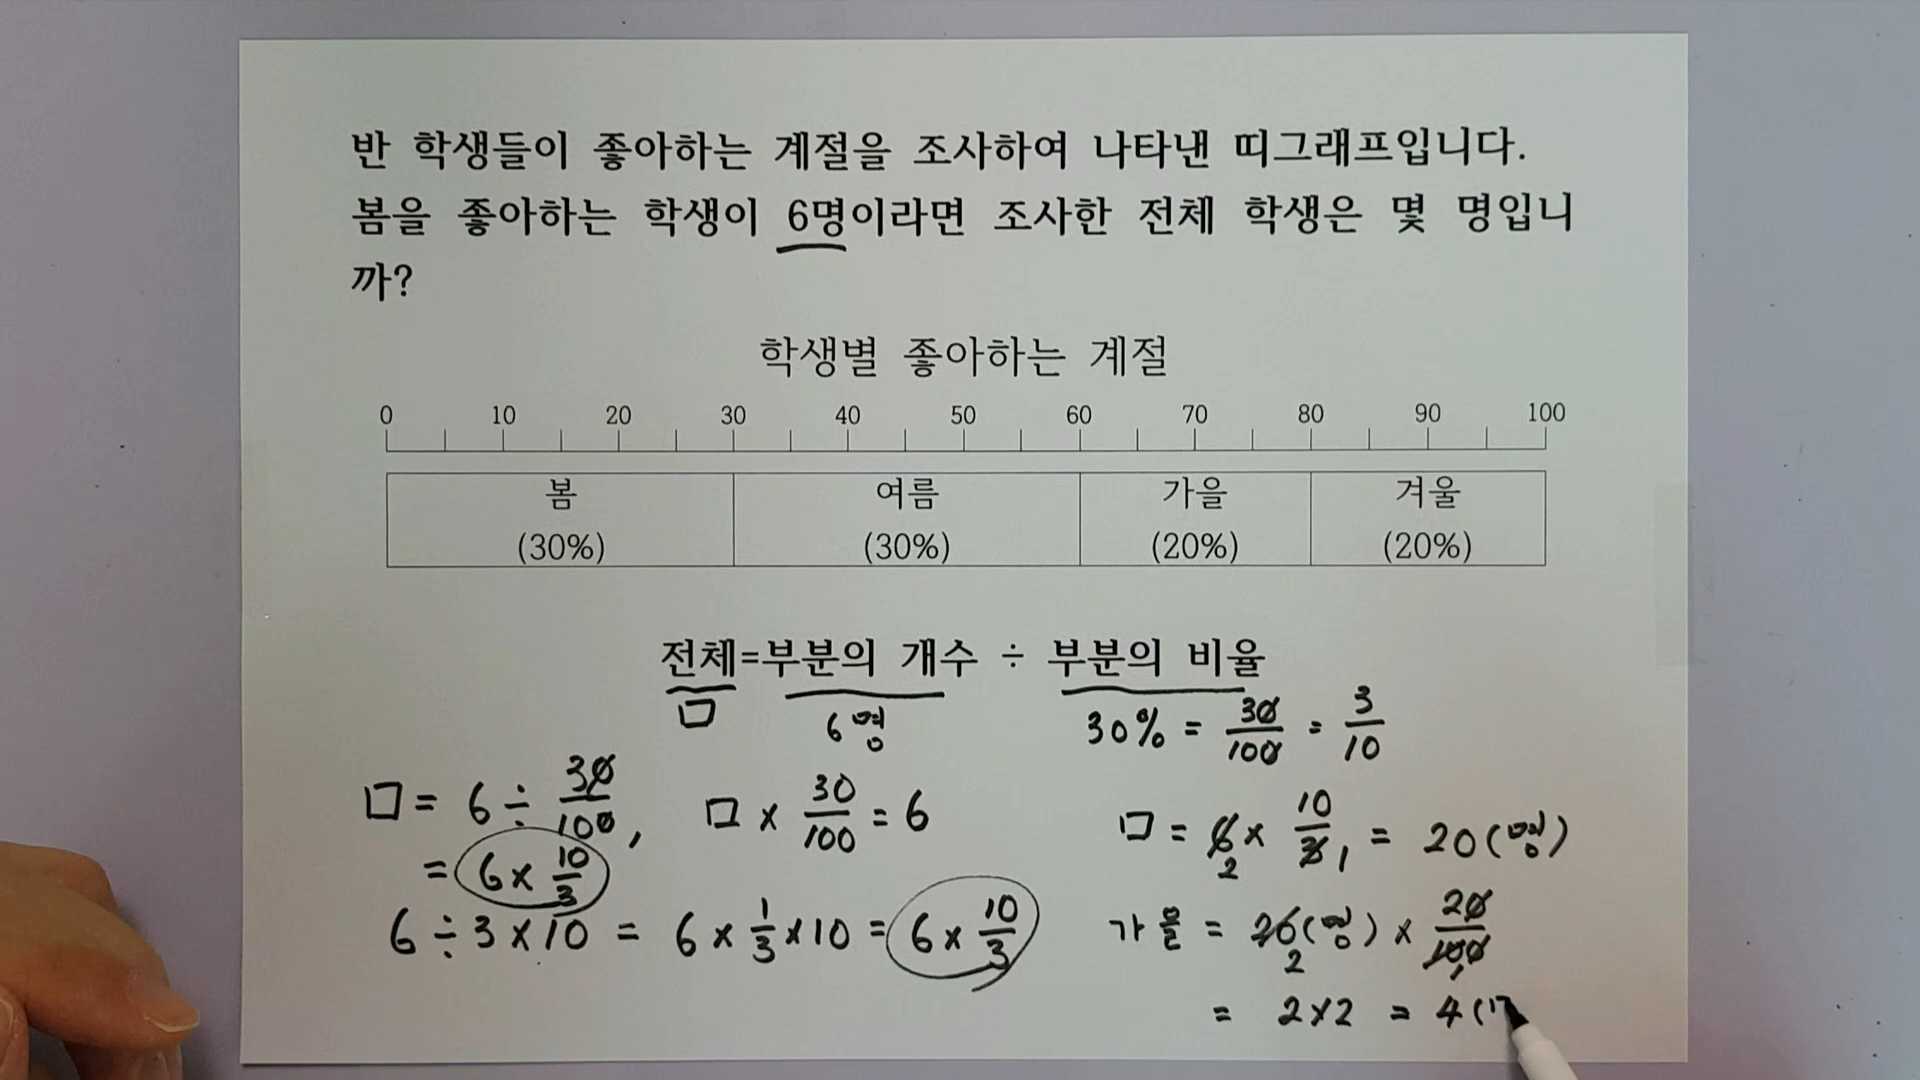 반 학생들이 좋아하는 계절을 조사하여 나타낸 띠그래프입니다.
봄을 좋아하는 학생이 6명이라면 조사한 전체 학생은 몇 명입니
까?
학생별 좋아하는 계절
0 10 20 30 40 50 60 70 80 90 100
봄 여름 가을 겨울
(30%) (30%) (20%) (20%)
전체=부분의 개수 ÷ 부분의 비율
□ 6명 30% = 30/100 = 3/10
□ = 6 ÷ 30/100, □ × 30/100 = 6
= 6 × 10/3
6 ÷ 3 × 10 = 6 × 1/3 × 10 = 6 × 10/3
□ = 6 2 × 10/3 1 = 20(명)
가을 = 20(명) 2 × 20/100 1
= 2×2 = 4(